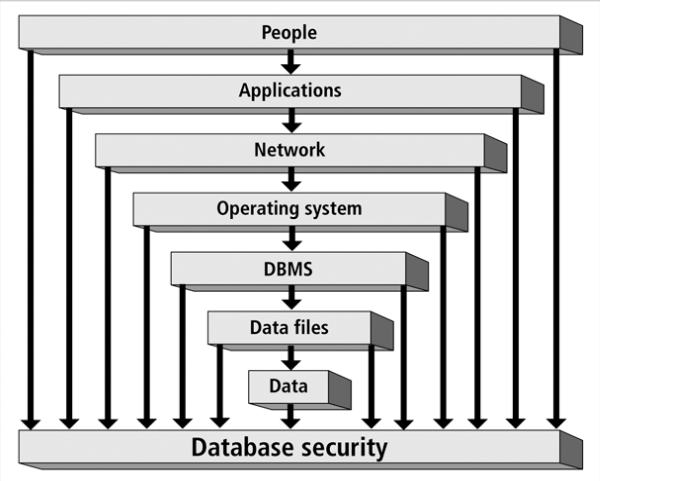 People
Applications
Network
Operating system
DBMS
Data files
Data
Database security